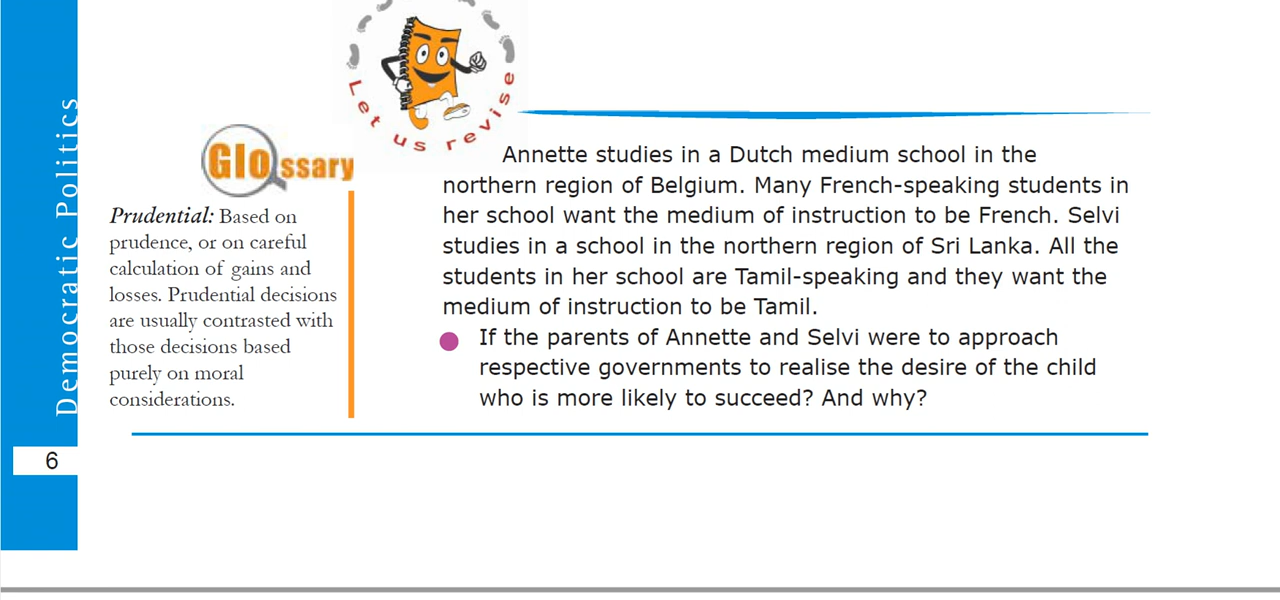 Let us revise
Democratic Politics
Glossary
Prudential: Based on
prudence, or on careful
calculation of gains and
losses. Prudential decisions
are usually contrasted with
those decisions based
purely on moral
considerations.
Annette studies in a Dutch medium school in the
northern region of Belgium. Many French-speaking students in
her school want the medium of instruction to be French. Selvi
studies in a school in the northern region of Sri Lanka. All the
students in her school are Tamil-speaking and they want the
medium of instruction to be Tamil.
If the parents of Annette and Selvi were to approach
respective governments to realise the desire of the child
who is more likely to succeed? And why?
6